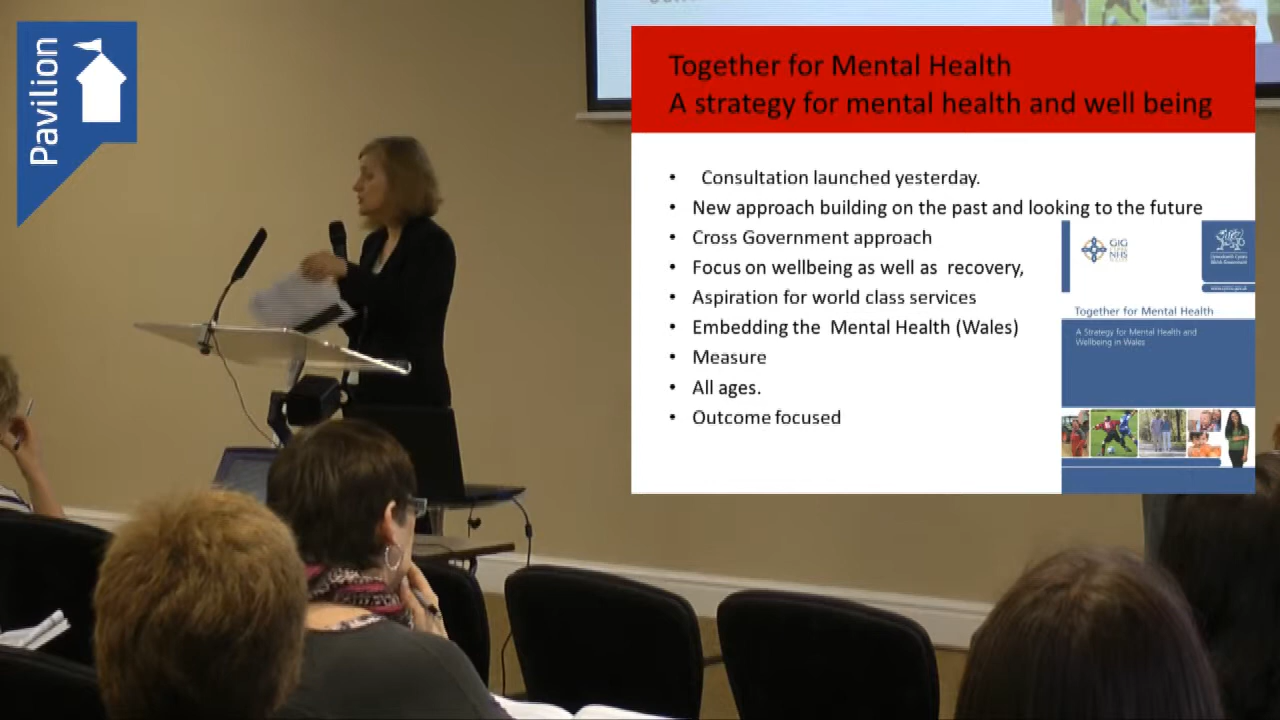 Pavilion
Together for Mental Health
A strategy for mental health and well being
• Consultation launched yesterday.
• New approach building on the past and looking to the future
• Cross Government approach
• Focus on wellbeing as well as recovery,
• Aspiration for world class services
• Embedding the Mental Health (Wales)
• Measure
• All ages.
• Outcome focused
GIG
NHS
Together for Mental Health
A Strategy for Mental Health and
Wellbeing in Wales